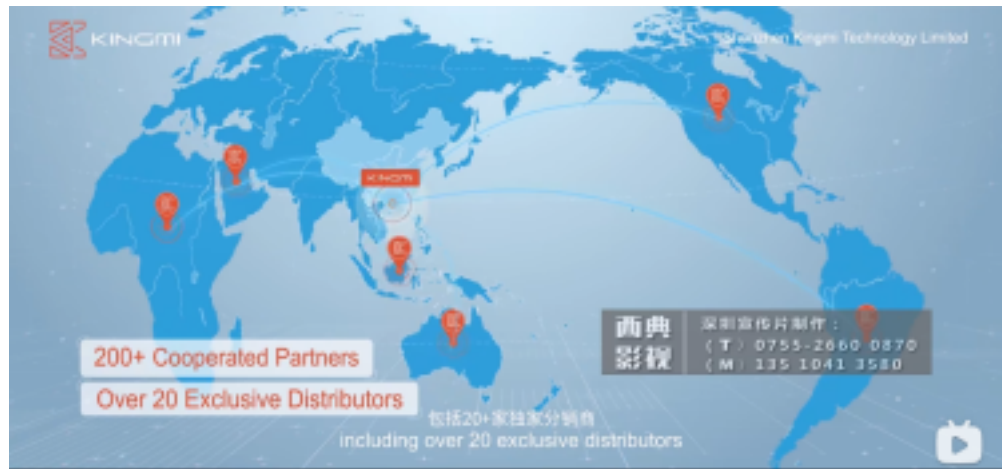 KINGMI
Shenzhen Kingmi Technology Limited
KINGMI
200+ Cooperated Partners
Over 20 Exclusive Distributors
西典
影视
深圳宣传片制作：
（T）0755-2660 0870
（M）135 1041 3580
包括20+家独家分销商
including over 20 exclusive distributors